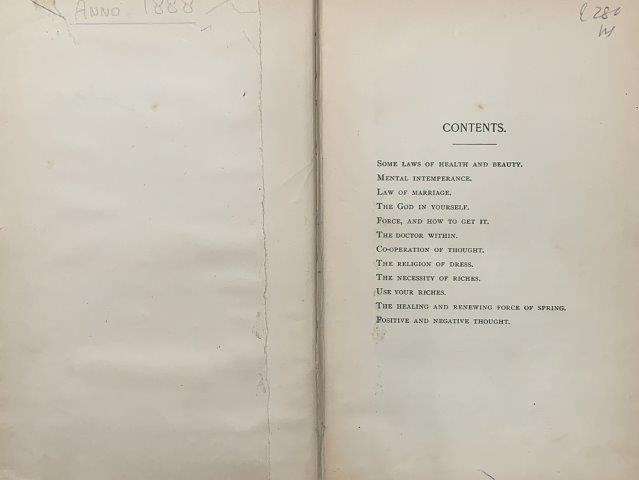 ANNO 1888
CONTENTS.
SOME LAWS OF HEALTH AND BEAUTY.
MENTAL INTEMPERANCE.
LAW OF MARRIAGE.
THE GOD IN YOURSELF.
FORCE, AND HOW TO GET IT.
THE DOCTOR WITHIN.
CO-OPERATION OF THOUGHT.
THE RELIGION OF DRESS.
THE NECESSITY OF RICHES.
USE YOUR RICHES.
THE HEALING AND RENEWING FORCE OF SPRING.
POSITIVE AND NEGATIVE THOUGHT.